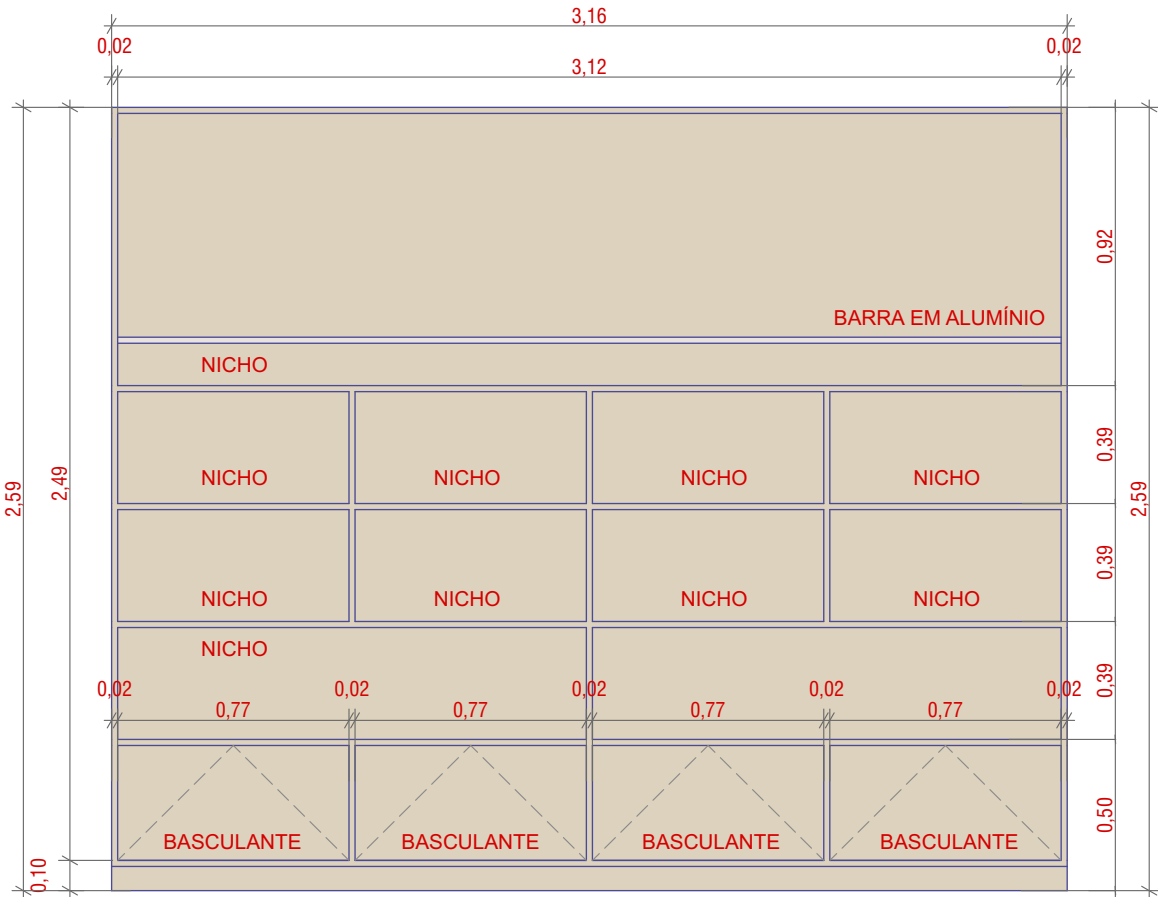 3,16
0,02 0,02
3,12
0,92
BARRA EM ALUMÍNIO
NICHO
0,39
NICHO NICHO NICHO NICHO
2,59 2,49 2,59
0,39
NICHO NICHO NICHO NICHO
NICHO
0,02 0,02 0,02 0,02 0,02 0,39
0,77 0,77 0,77 0,77
0,50
BASCULANTE BASCULANTE BASCULANTE BASCULANTE
0,10